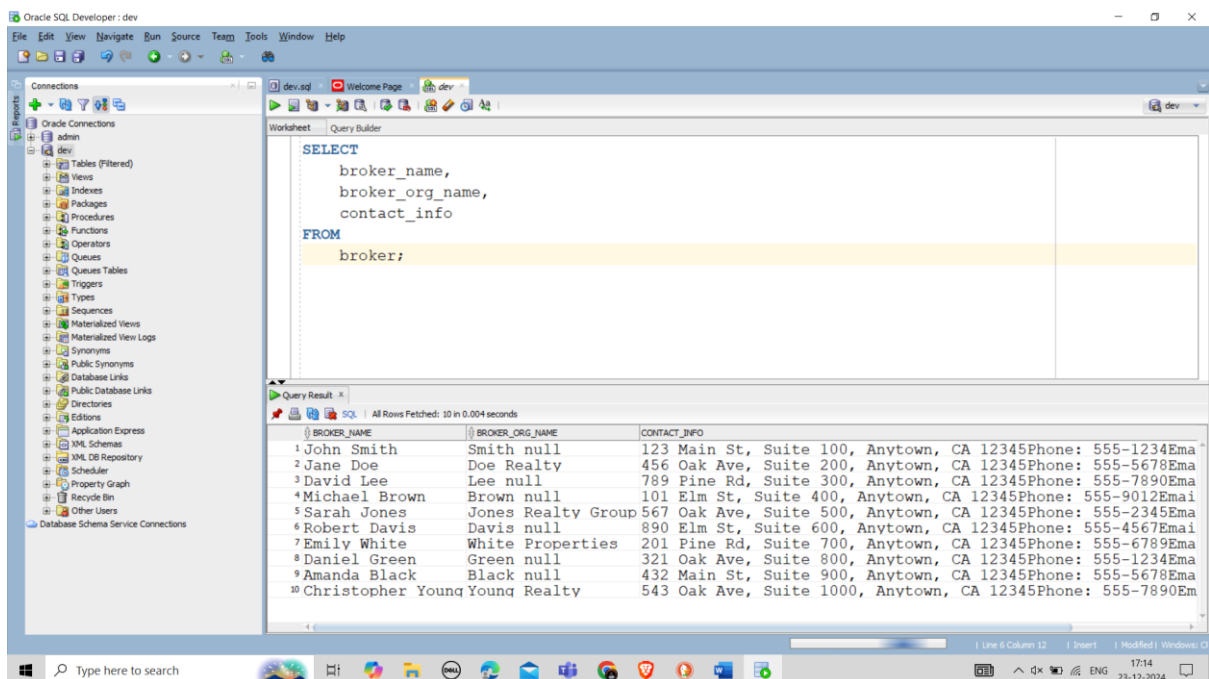 Oracle SQL Developer : dev
File Edit View Navigate Run Source Team Tools Window Help
Connections
dev.sql Welcome Page dev
Reports
dev
Oracle Connections
admin
dev
Tables (Filtered)
Views
Indexes
Packages
Procedures
Functions
Operators
Queues
Queues Tables
Triggers
Types
Sequences
Materialized Views
Materialized View Logs
Synonyms
Public Synonyms
Database Links
Public Database Links
Directories
Editions
Application Express
XML Schemas
XML DB Repository
Scheduler
Property Graph
Recycle Bin
Other Users
Database Schema Service Connections
Worksheet Query Builder
SELECT
broker_name,
broker_org_name,
contact_info
FROM
broker;
Query Result
SQL | All Rows Fetched: 10 in 0.004 seconds
BROKER_NAME BROKER_ORG_NAME CONTACT_INFO
1 John Smith Smith null 123 Main St, Suite 100, Anytown, CA 12345Phone: 555-1234Ema
2 Jane Doe Doe Realty 456 Oak Ave, Suite 200, Anytown, CA 12345Phone: 555-5678Ema
3 David Lee Lee null 789 Pine Rd, Suite 300, Anytown, CA 12345Phone: 555-7890Ema
4 Michael Brown Brown null 101 Elm St, Suite 400, Anytown, CA 12345Phone: 555-9012Emai
5 Sarah Jones Jones Realty Group 567 Oak Ave, Suite 500, Anytown, CA 12345Phone: 555-2345Ema
6 Robert Davis Davis null 890 Elm St, Suite 600, Anytown, CA 12345Phone: 555-4567Emai
7 Emily White White Properties 201 Pine Rd, Suite 700, Anytown, CA 12345Phone: 555-6789Ema
8 Daniel Green Green null 321 Oak Ave, Suite 800, Anytown, CA 12345Phone: 555-1234Ema
9 Amanda Black Black null 432 Main St, Suite 900, Anytown, CA 12345Phone: 555-5678Ema
10 Christopher Young Young Realty 543 Oak Ave, Suite 1000, Anytown, CA 12345Phone: 555-7890Em
| Line 6 Column 12 | Insert | Modified | Windows: C
Type here to search
DELL
ENG
17:14
23-12-2024